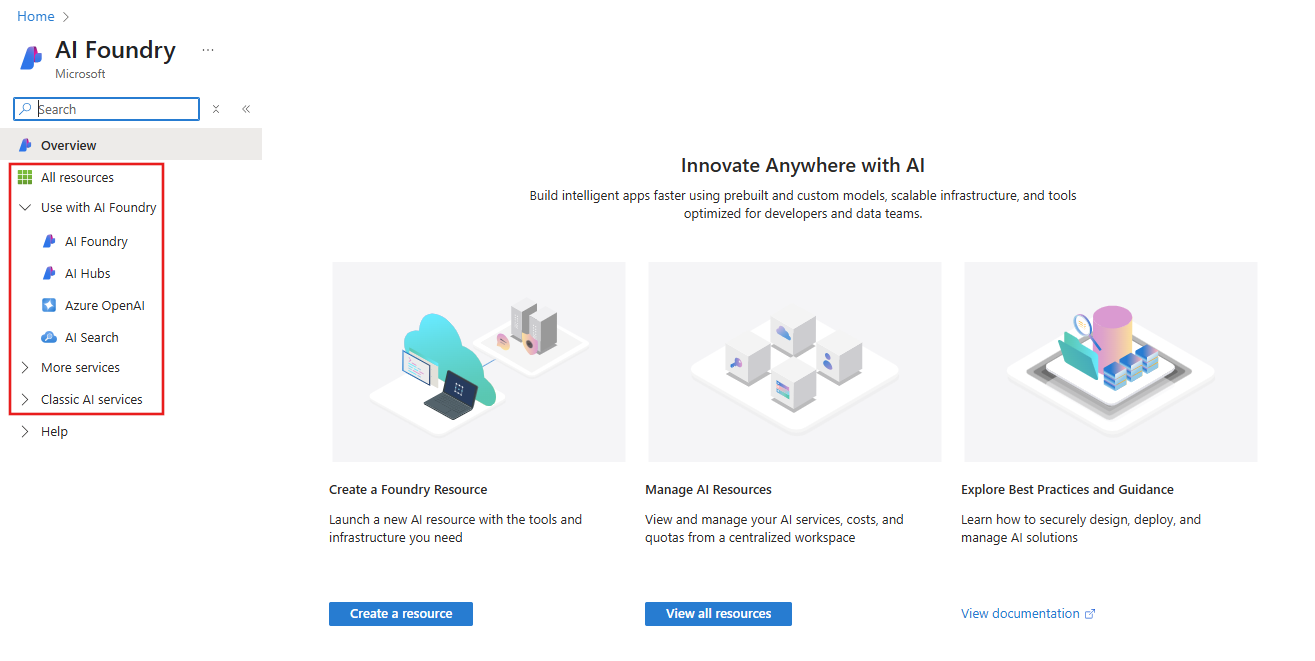 Home
AI Foundry
Microsoft
Search
Overview
All resources
Use with AI Foundry
AI Foundry
AI Hubs
Azure OpenAI
AI Search
More services
Classic AI services
Help
Innovate Anywhere with AI
Build intelligent apps faster using prebuilt and custom models, scalable infrastructure, and tools
optimized for developers and data teams.
Create a Foundry Resource
Launch a new AI resource with the tools and
infrastructure you need
Create a resource
Manage AI Resources
View and manage your AI services, costs, and
quotas from a centralized workspace
View all resources
Explore Best Practices and Guidance
Learn how to securely design, deploy, and
manage AI solutions
View documentation